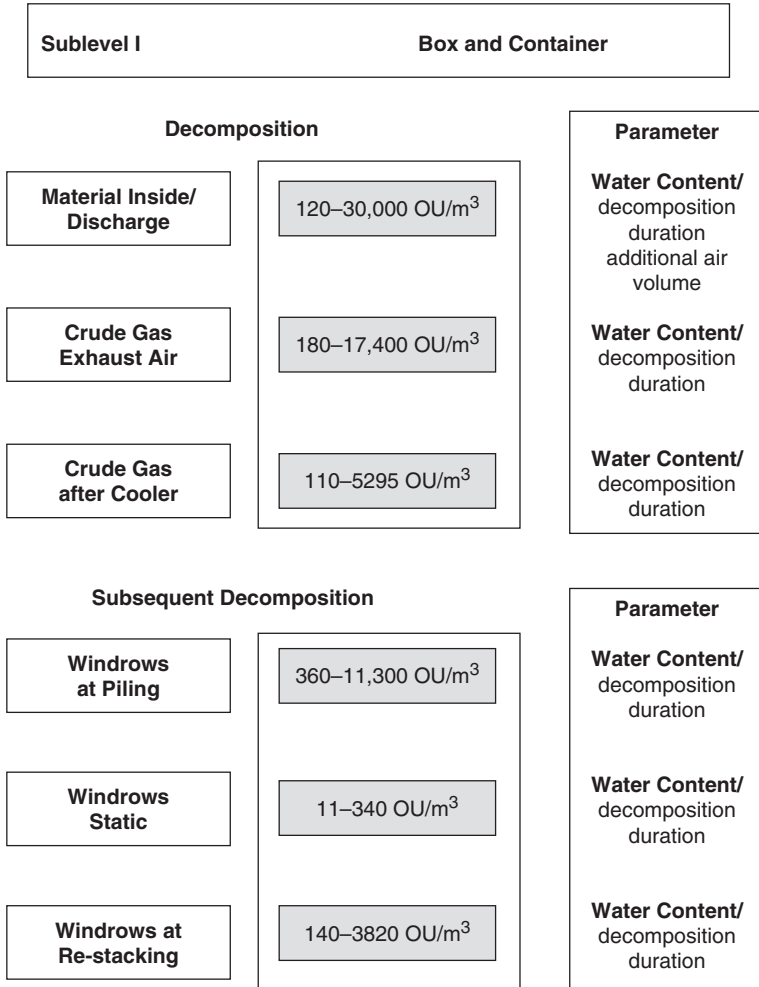 Sublevel I Box and Container
Decomposition
Parameter
Material Inside/
Discharge
120–30,000 OU/m³
Water Content/
decomposition
duration
additional air
volume
Crude Gas
Exhaust Air
180–17,400 OU/m³
Water Content/
decomposition
duration
Crude Gas
after Cooler
110–5295 OU/m³
Water Content/
decomposition
duration
Subsequent Decomposition
Parameter
Windrows
at Piling
360–11,300 OU/m³
Water Content/
decomposition
duration
Windrows
Static
11–340 OU/m³
Water Content/
decomposition
duration
Windrows at
Re-stacking
140–3820 OU/m³
Water Content/
decomposition
duration